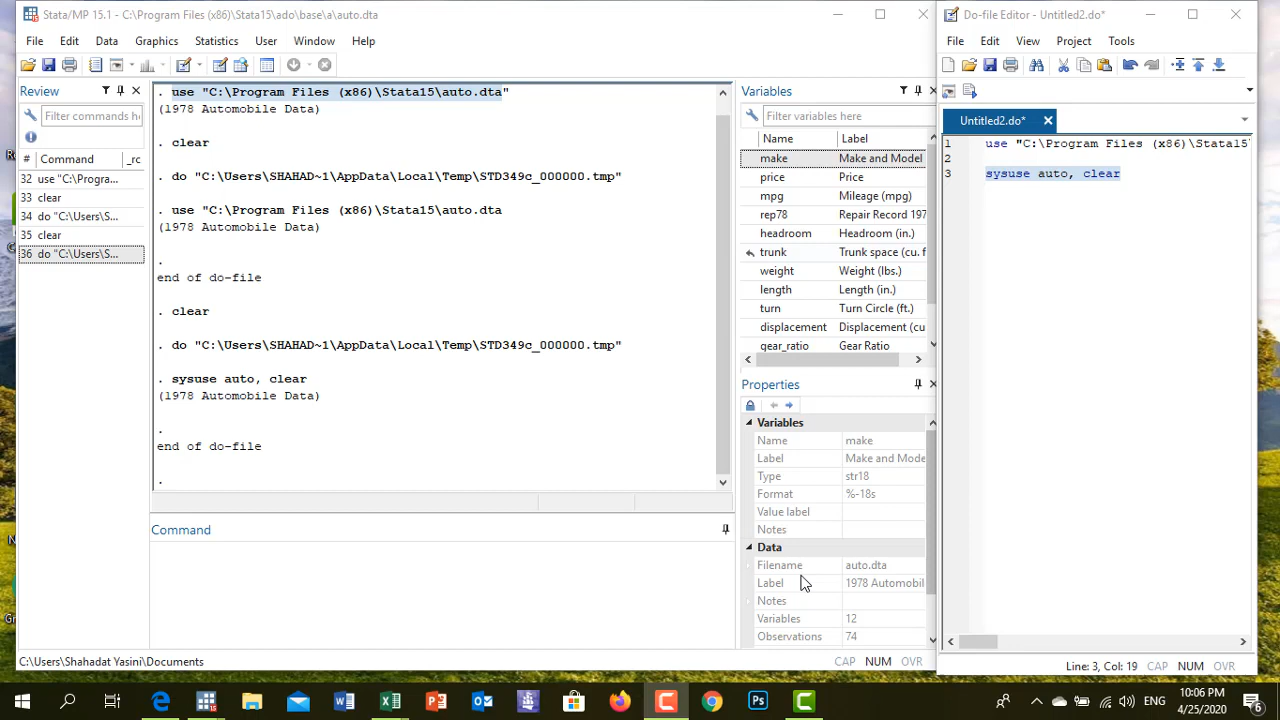 Stata/MP 15.1 - C:\Program Files (x86)\Stata15\ado\base\a\auto.dta
File Edit Data Graphics Statistics User Window Help
Review
Filter commands he
# Command _rc
32 use "C:\Progra...
33 clear
34 do "C:\Users\S...
35 clear
36 do "C:\Users\S...
. use "C:\Program Files (x86)\Stata15\auto.dta"
(1978 Automobile Data)
. clear
. do "C:\Users\SHAHAD~1\AppData\Local\Temp\STD349c_000000.tmp"
. use "C:\Program Files (x86)\Stata15\auto.dta
(1978 Automobile Data)
.
end of do-file
. clear
. do "C:\Users\SHAHAD~1\AppData\Local\Temp\STD349c_000000.tmp"
. sysuse auto, clear
(1978 Automobile Data)
.
end of do-file
.
Command
C:\Users\Shahadat Yasini\Documents
Variables
Filter variables here
Name Label
make Make and Model
price Price
mpg Mileage (mpg)
rep78 Repair Record 197
headroom Headroom (in.)
trunk Trunk space (cu. f
weight Weight (lbs.)
length Length (in.)
turn Turn Circle (ft.)
displacement Displacement (cu
gear_ratio Gear Ratio
Properties
Variables
Name make
Label Make and Mode
Type str18
Format %-18s
Value label
Notes
Data
Filename auto.dta
Label 1978 Automobil
Notes
Variables 12
Observations 74
CAP NUM OVR
Do-file Editor - Untitled2.do*
File Edit View Project Tools
Untitled2.do*
1 use "C:\Program Files (x86)\Stata15\
2
3 sysuse auto, clear
Line: 3, Col: 19 CAP NUM OVR
ENG
10:06 PM
4/25/2020
6